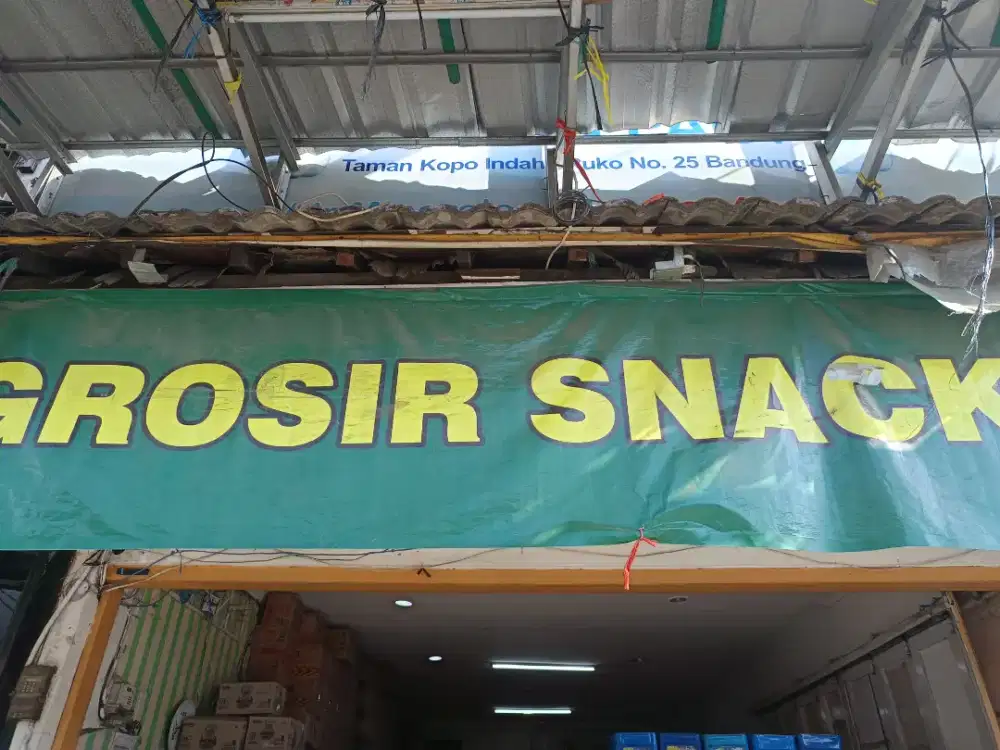 Taman Kopo Indah Ruko No. 25 Bandung
GROSIR SNACK